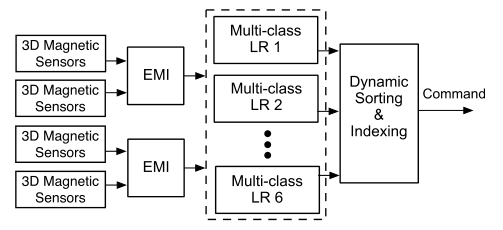 3D Magnetic
Sensors
3D Magnetic
Sensors
3D Magnetic
Sensors
3D Magnetic
Sensors
EMI
EMI
Multi-class
LR 1
Multi-class
LR 2
Multi-class
LR 6
Dynamic
Sorting
&
Indexing
Command